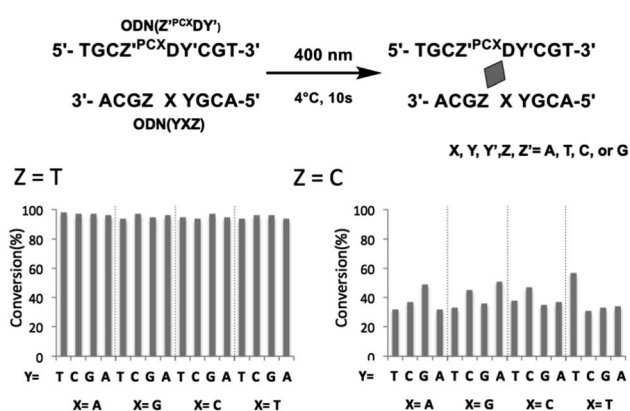 ODN(Z'PCXDY')
5'- TGCZ'PCXDY'CGT-3'
3'- ACGZ X YGCA-5'
ODN(YXZ)
400 nm
4°C, 10s
5'- TGCZ'PCXDY'CGT-3'
3'- ACGZ X YGCA-5'
X, Y, Y',Z, Z'= A, T, C, or G
Z = T
Conversion(%)
100
80
60
40
20
0
Y= T C G A T C G A T C G A T C G A
X= A X= G X= C X= T
Z = C
Conversion(%)
100
80
60
40
20
0
Y= T C G A T C G A T C G A T C G A
X= A X= G X= C X= T